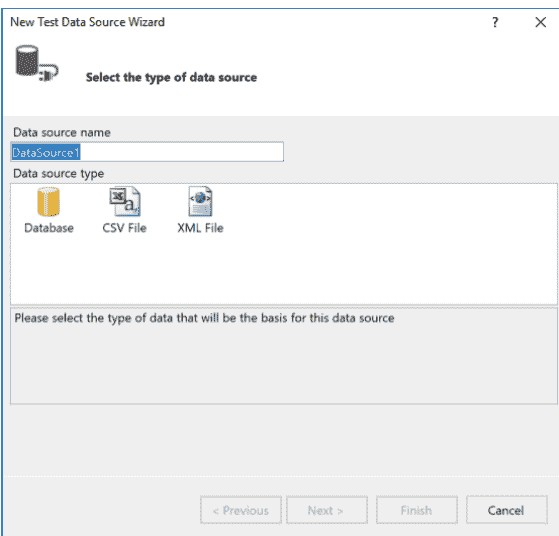 New Test Data Source Wizard ?
Select the type of data source
Data source name
DataSource1
Data source type
a,
Database CSV File XML File
Please select the type of data that will be the basis for this data source
< Previous Next > Finish Cancel